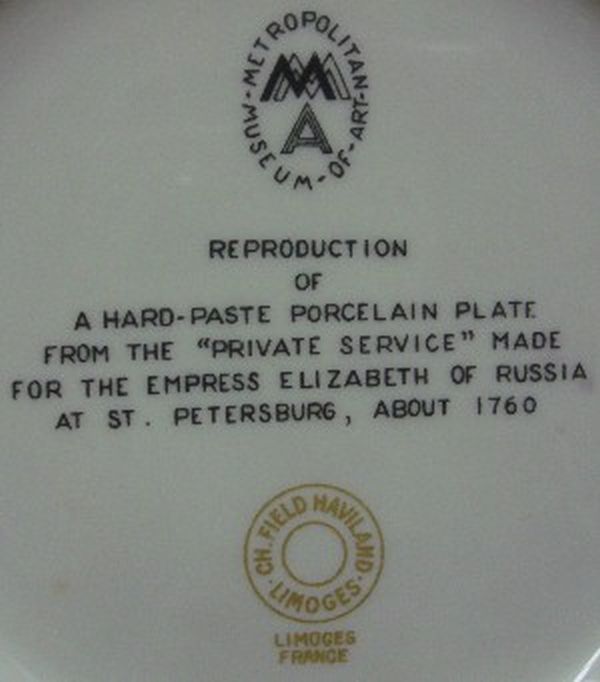 METROPOLITAN-MUSEUM-OF-ART-
MMA
REPRODUCTION
OF
A HARD-PASTE PORCELAIN PLATE
FROM THE "PRIVATE SERVICE" MADE
FOR THE EMPRESS ELIZABETH OF RUSSIA
AT ST. PETERSBURG, ABOUT 1760
CH. FIELD HAVILAND
· LIMOGES ·
LIMOGES
FRANCE